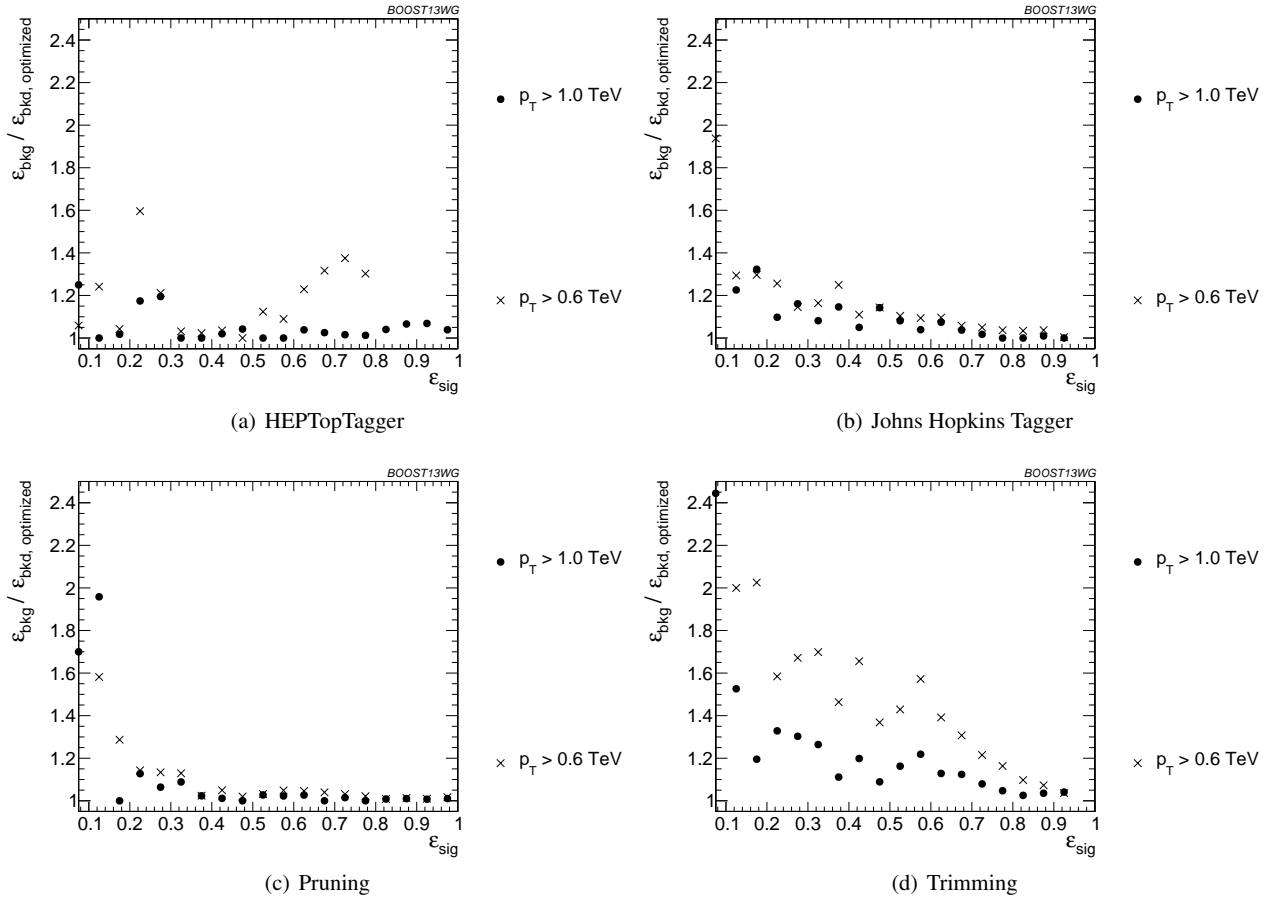 BOOST13WG
ε_bkg / ε_bkd, optimized
2.4
2.2
2
1.8
1.6
1.4
1.2
1
0.1 0.2 0.3 0.4 0.5 0.6 0.7 0.8 0.9 1
ε_sig
p_T > 1.0 TeV
p_T > 0.6 TeV
(a) HEPTopTagger
BOOST13WG
ε_bkg / ε_bkd, optimized
2.4
2.2
2
1.8
1.6
1.4
1.2
1
0.1 0.2 0.3 0.4 0.5 0.6 0.7 0.8 0.9 1
ε_sig
p_T > 1.0 TeV
p_T > 0.6 TeV
(b) Johns Hopkins Tagger
BOOST13WG
ε_bkg / ε_bkd, optimized
2.4
2.2
2
1.8
1.6
1.4
1.2
1
0.1 0.2 0.3 0.4 0.5 0.6 0.7 0.8 0.9 1
ε_sig
p_T > 1.0 TeV
p_T > 0.6 TeV
(c) Pruning
BOOST13WG
ε_bkg / ε_bkd, optimized
2.4
2.2
2
1.8
1.6
1.4
1.2
1
0.1 0.2 0.3 0.4 0.5 0.6 0.7 0.8 0.9 1
ε_sig
p_T > 1.0 TeV
p_T > 0.6 TeV
(d) Trimming